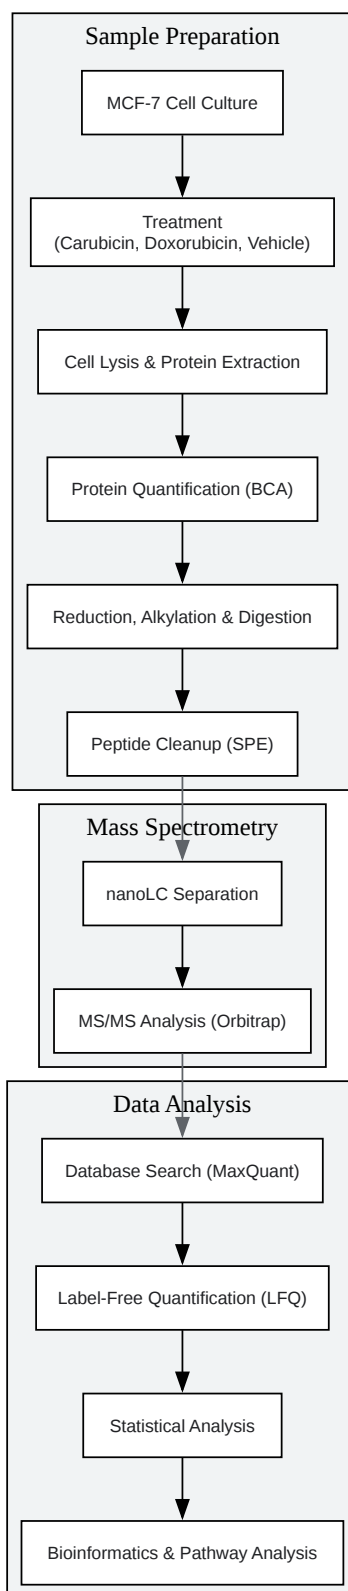 Sample Preparation
MCF-7 Cell Culture
Treatment
(Carubicin, Doxorubicin, Vehicle)
Cell Lysis & Protein Extraction
Protein Quantification (BCA)
Reduction, Alkylation & Digestion
Peptide Cleanup (SPE)
Mass Spectrometry
nanoLC Separation
MS/MS Analysis (Orbitrap)
Data Analysis
Database Search (MaxQuant)
Label-Free Quantification (LFQ)
Statistical Analysis
Bioinformatics & Pathway Analysis